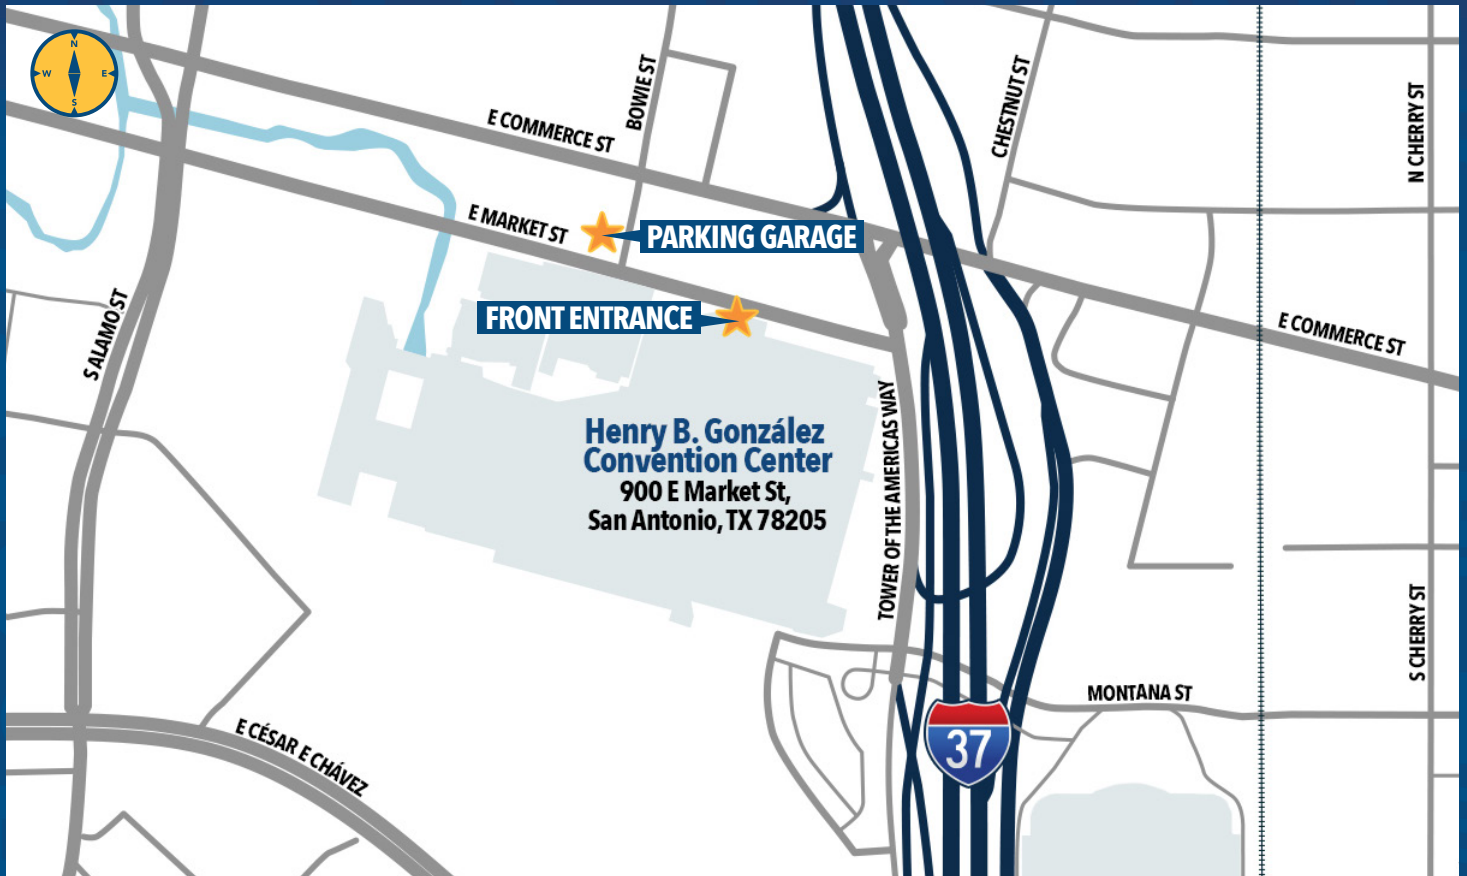 N
W E
S
E COMMERCE ST
BOWIE ST
CHESTNUT ST
N CHERRY ST
E MARKET ST
PARKING GARAGE
FRONT ENTRANCE
S ALAMO ST
E COMMERCE ST
Henry B. González
Convention Center
900 E Market St,
San Antonio, TX 78205
TOWER OF THE AMERICAS WAY
S CHERRY ST
MONTANA ST
37
E CÉSAR E CHÁVEZ